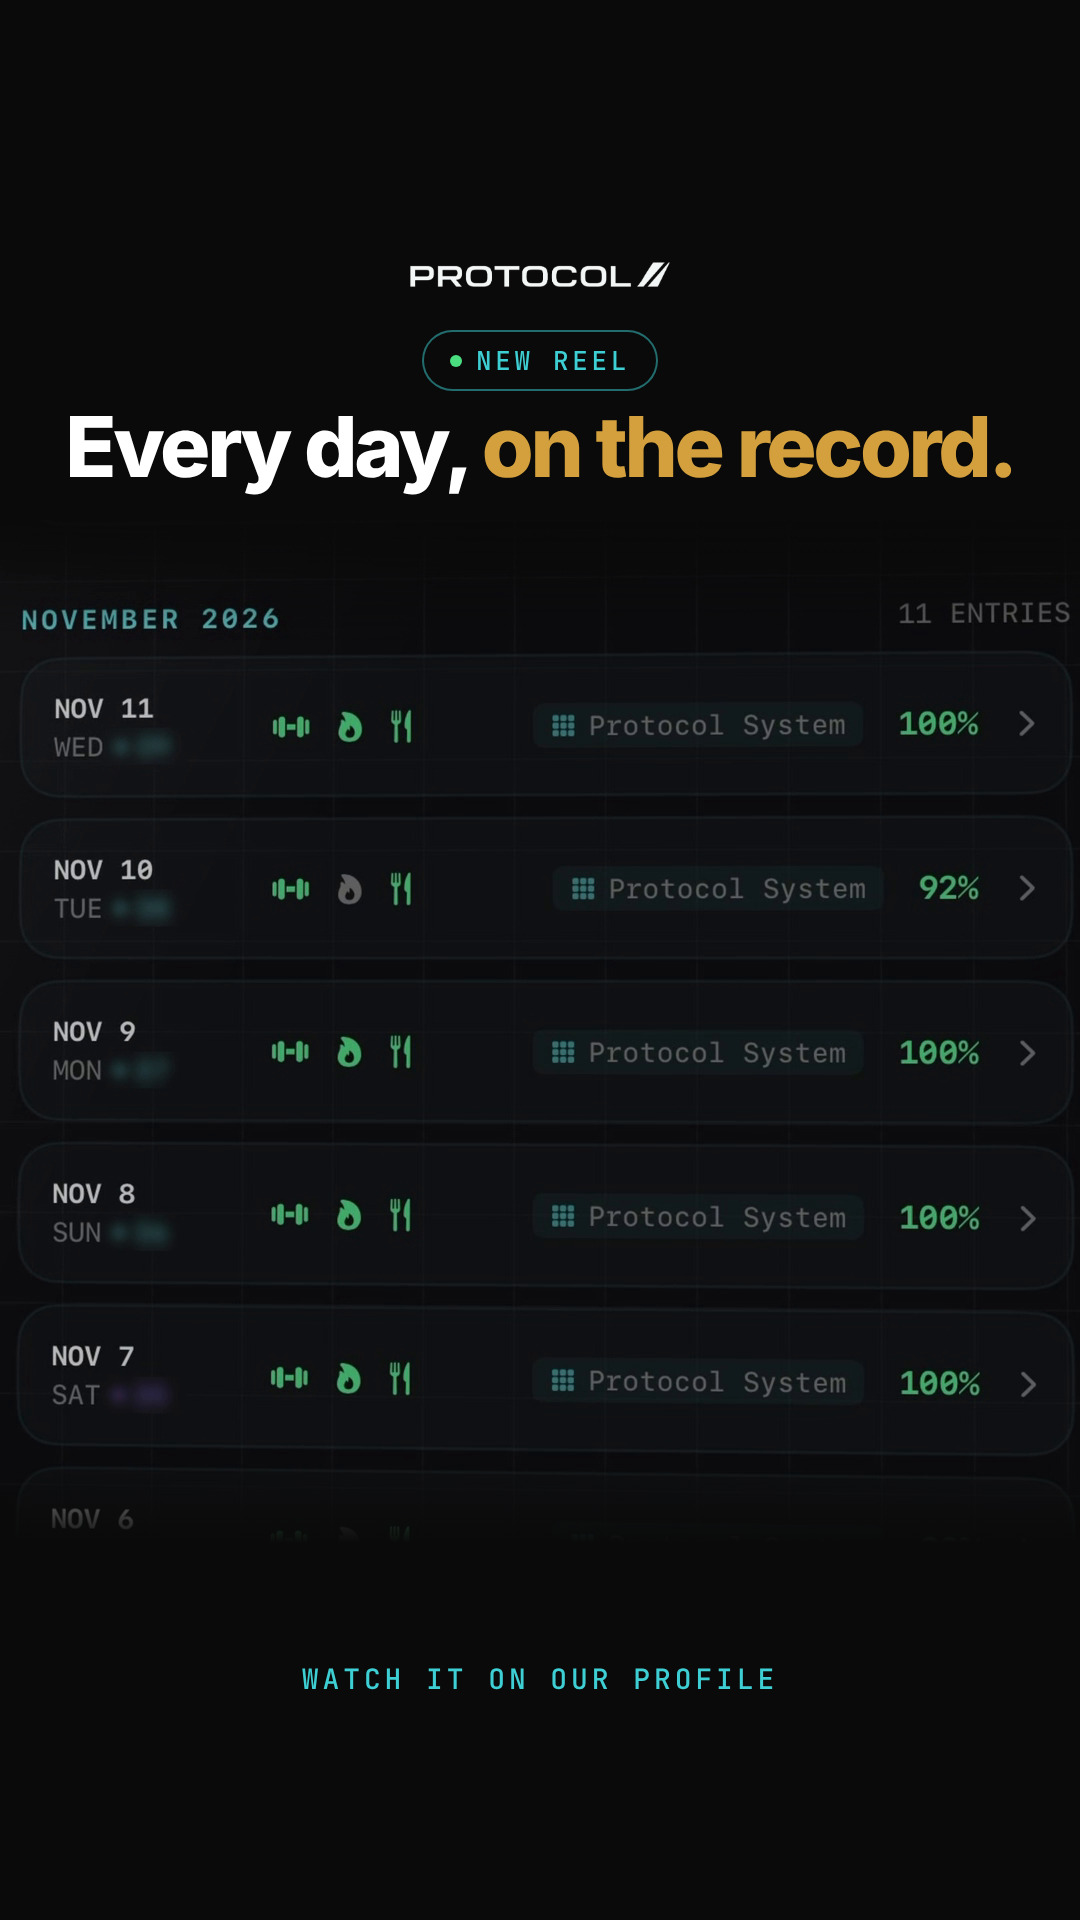 PROTOCOL
NEW REEL
Every day, on the record.
NOVEMBER 2026
11 ENTRIES
NOV 11
WED
Protocol System
100%
NOV 10
TUE
Protocol System
92%
NOV 9
MON
Protocol System
100%
NOV 8
SUN
Protocol System
100%
NOV 7
SAT
Protocol System
100%
NOV 6
WATCH IT ON OUR PROFILE